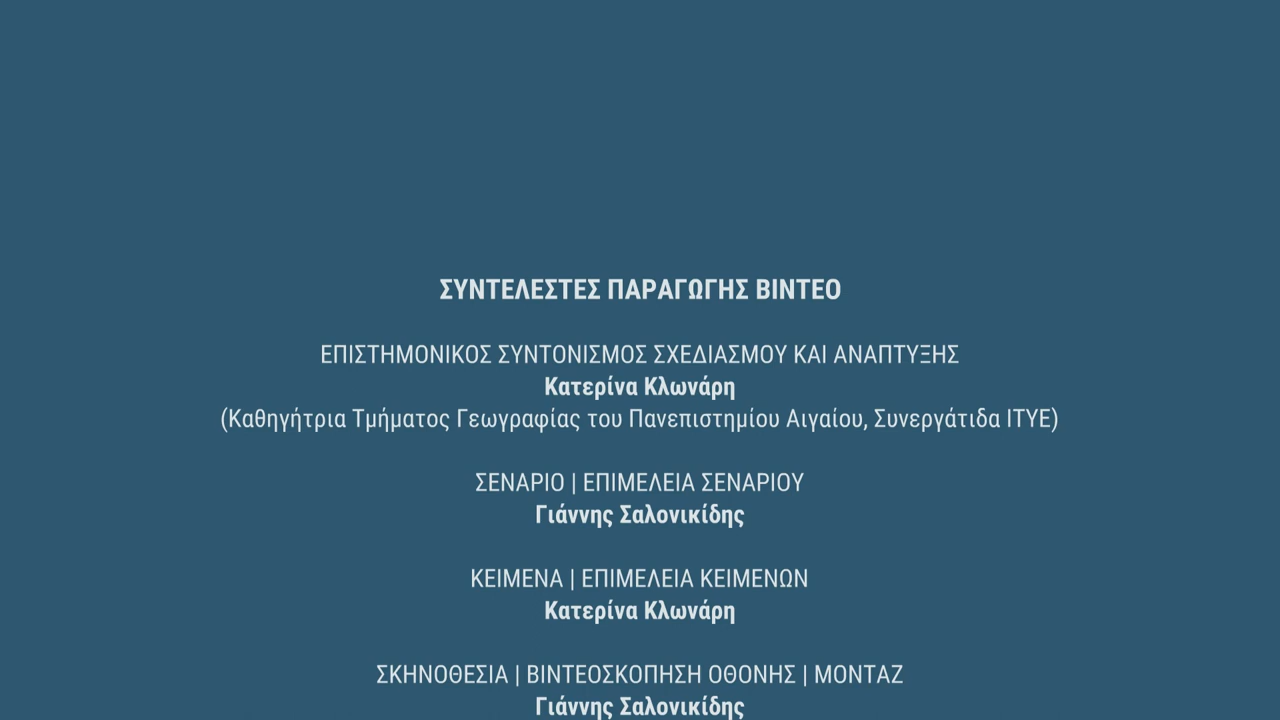 ΣΥΝΤΕΛΕΣΤΕΣ ΠΑΡΑΓΩΓΗΣ ΒΙΝΤΕΟ
ΕΠΙΣΤΗΜΟΝΙΚΟΣ ΣΥΝΤΟΝΙΣΜΟΣ ΣΧΕΔΙΑΣΜΟΥ ΚΑΙ ΑΝΑΠΤΥΞΗΣ
Κατερίνα Κλωνάρη
(Καθηγήτρια Τμήματος Γεωγραφίας του Πανεπιστημίου Αιγαίου, Συνεργάτιδα ΙΤΥΕ)
ΣΕΝΑΡΙΟ | ΕΠΙΜΕΛΕΙΑ ΣΕΝΑΡΙΟΥ
Γιάννης Σαλονικίδης
ΚΕΙΜΕΝΑ | ΕΠΙΜΕΛΕΙΑ ΚΕΙΜΕΝΩΝ
Κατερίνα Κλωνάρη
ΣΚΗΝΟΘΕΣΙΑ | ΒΙΝΤΕΟΣΚΟΠΗΣΗ ΟΘΟΝΗΣ | ΜΟΝΤΑΖ
Γιάννης Σαλονικίδης